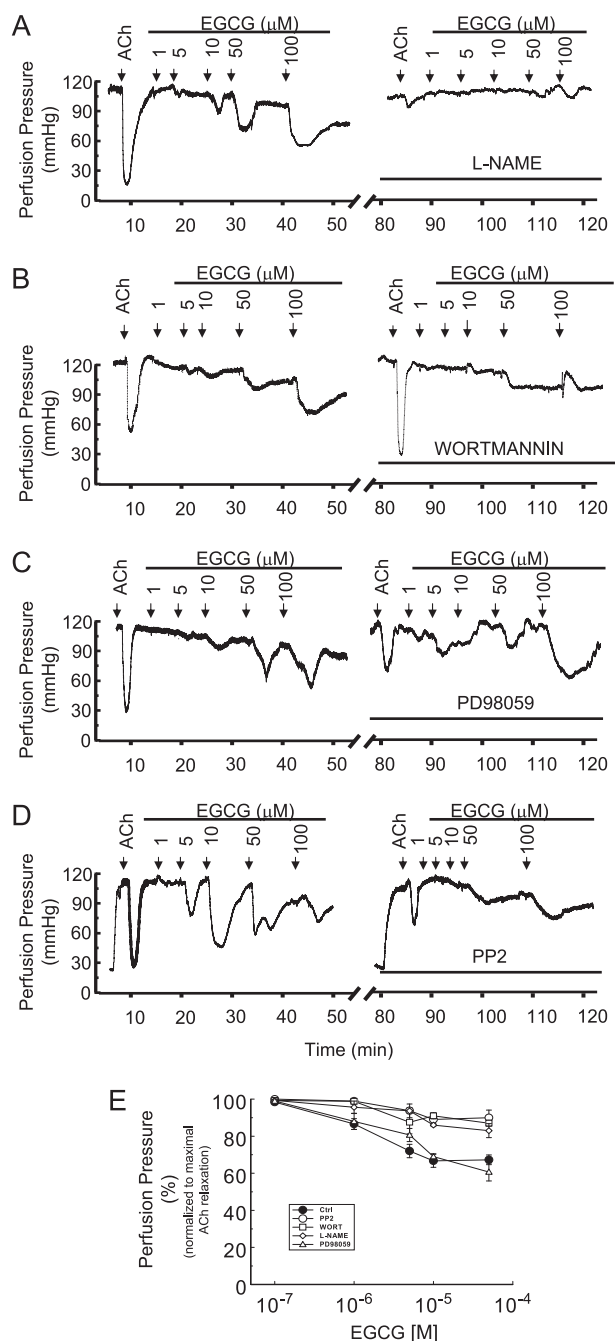 A
EGCG (μM)
ACh 1 5 10 50 100
EGCG (μM)
ACh 1 5 10 50 100
Perfusion Pressure
(mmHg)
120
90
60
30
0
L-NAME
10 20 30 40 50 80 90 100 110 120
B
EGCG (μM)
ACh 1 5 10 50 100
EGCG (μM)
ACh 1 5 10 50 100
Perfusion Pressure
(mmHg)
120
90
60
30
0
WORTMANNIN
10 20 30 40 50 80 90 100 110 120
C
EGCG (μM)
ACh 1 5 10 50 100
EGCG (μM)
ACh 1 5 10 50 100
Perfusion Pressure
(mmHg)
120
90
60
30
0
PD98059
10 20 30 40 50 80 90 100 110 120
D
EGCG (μM)
ACh 1 5 10 50 100
EGCG (μM)
ACh 1 5 10 50 100
Perfusion Pressure
(mmHg)
120
90
60
30
0
PP2
10 20 30 40 50 80 90 100 110 120
Time (min)
E
Perfusion Pressure
(%)
(normalized to maximal
ACh relaxation)
100
80
60
40
20
0
Ctrl
PP2
WORT
L-NAME
PD98059
10⁻⁷ 10⁻⁶ 10⁻⁵ 10⁻⁴
EGCG [M]